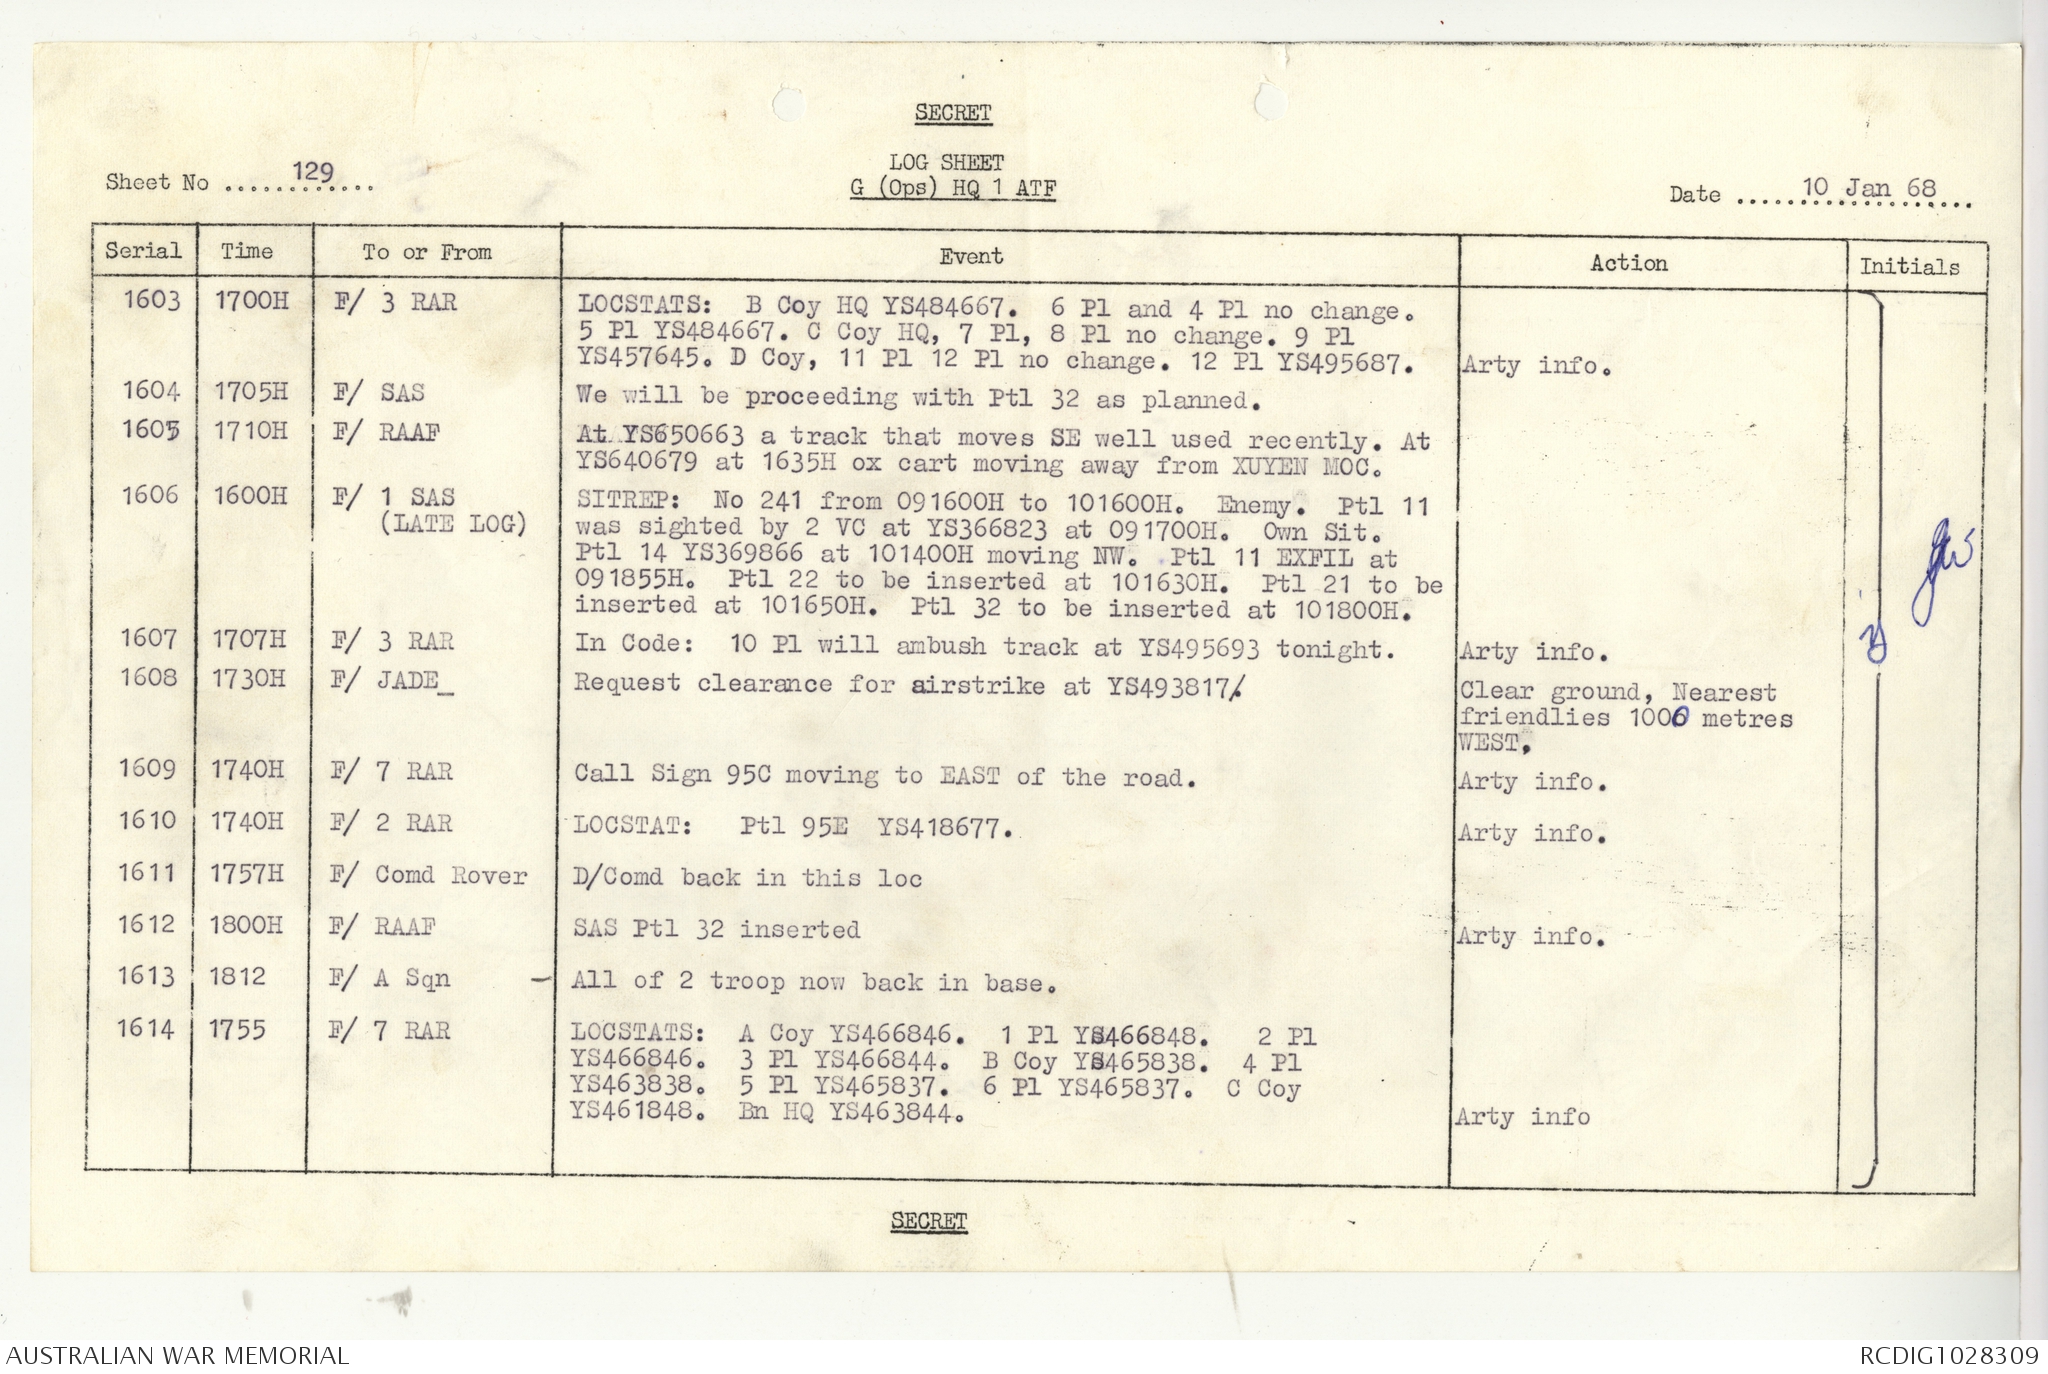 SECRET
LOG SHEET
G (Ops) HQ 1 ATF
Sheet No 129
Date 10 Jan 68
Serial Time To or From Event Action Initials
1603 1700H F/ 3 RAR LOCSTATS: B Coy HQ YS484667. 6 Pl and 4 Pl no change.
5 Pl YS484667. C Coy HQ, 7 Pl, 8 Pl no change. 9 Pl
YS457645. D Coy, 11 Pl 12 Pl no change. 12 Pl YS495687. Arty info.
1604 1705H F/ SAS We will be proceeding with Ptl 32 as planned.
1605 1710H F/ RAAF At YS650663 a track that moves SE well used recently. At
YS640679 at 1635H ox cart moving away from XUYEN MOC.
1606 1600H F/ 1 SAS SITREP: No 241 from 091600H to 101600H. Enemy. Ptl 11
(LATE LOG) was sighted by 2 VC at YS366823 at 091700H. Own Sit.
Ptl 14 YS369866 at 101400H moving NW. Ptl 11 EXFIL at
091855H. Ptl 22 to be inserted at 101630H. Ptl 21 to be
inserted at 101650H. Ptl 32 to be inserted at 101800H.
1607 1707H F/ 3 RAR In Code: 10 Pl will ambush track at YS495693 tonight. Arty info.
1608 1730H F/ JADE_ Request clearance for airstrike at YS493817/. Clear ground, Nearest
friendlies 1000 metres
WEST.
1609 1740H F/ 7 RAR Call Sign 95C moving to EAST of the road. Arty info.
1610 1740H F/ 2 RAR LOCSTAT: Ptl 95E YS418677. Arty info.
1611 1757H F/ Comd Rover D/Comd back in this loc
1612 1800H F/ RAAF SAS Ptl 32 inserted Arty info.
1613 1812 F/ A Sqn - All of 2 troop now back in base.
1614 1755 F/ 7 RAR LOCSTATS: A Coy YS466846. 1 Pl YS466848. 2 Pl
YS466846. 3 Pl YS466844. B Coy YS465838. 4 Pl
YS463838. 5 Pl YS465837. 6 Pl YS465837. C Coy
YS461848. Bn HQ YS463844. Arty info
SECRET
AUSTRALIAN WAR MEMORIAL
RCDIG1028309